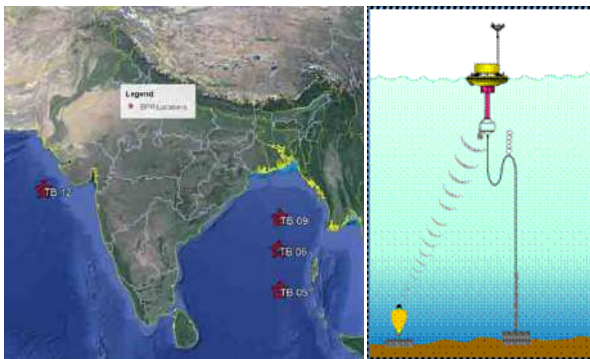 Legend:
BPR Locations
TB 12
TB 09
TB 06
TB 05